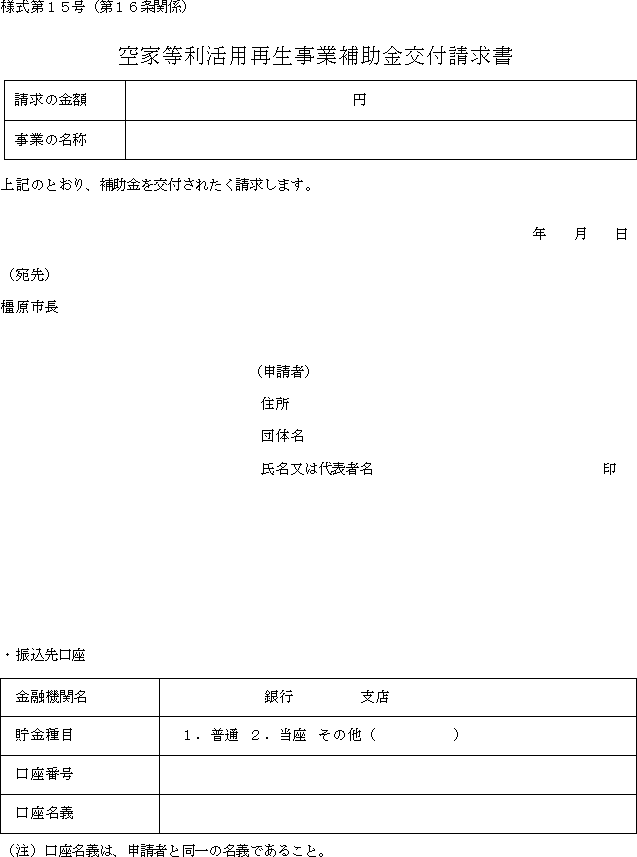 様式第１５号（第１６条関係）
空家等利活用再生事業補助金交付請求書
請求の金額　円
事業の名称
上記のとおり、補助金を交付されたく請求します。
年　月　日
（宛先）
橿原市長
（申請者）
住所
団体名
氏名又は代表者名　印
・振込先口座
金融機関名　銀行　支店
貯金種目　１．普通　２．当座　その他（　　　）
口座番号
口座名義
（注）口座名義は、申請者と同一の名義であること。